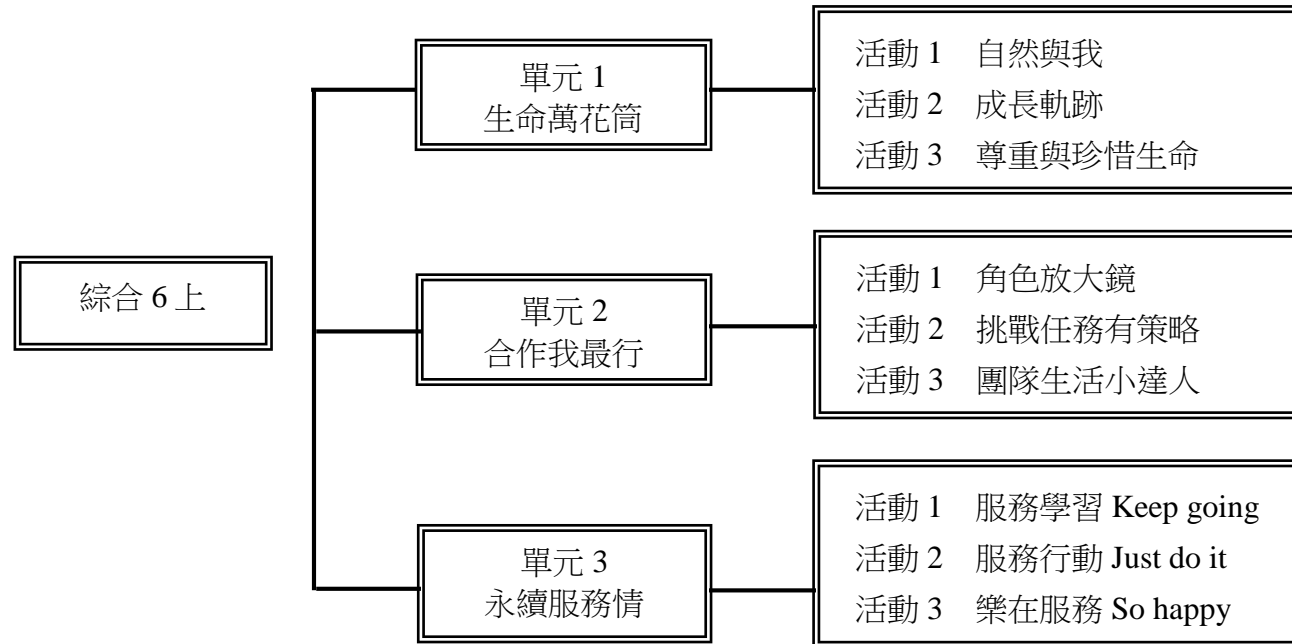 綜合 6 上
單元 1
生命萬花筒
活動 1 自然與我
活動 2 成長軌跡
活動 3 尊重與珍惜生命
單元 2
合作我最行
活動 1 角色放大鏡
活動 2 挑戰任務有策略
活動 3 團隊生活小達人
單元 3
永續服務情
活動 1 服務學習 Keep going
活動 2 服務行動 Just do it
活動 3 樂在服務 So happy